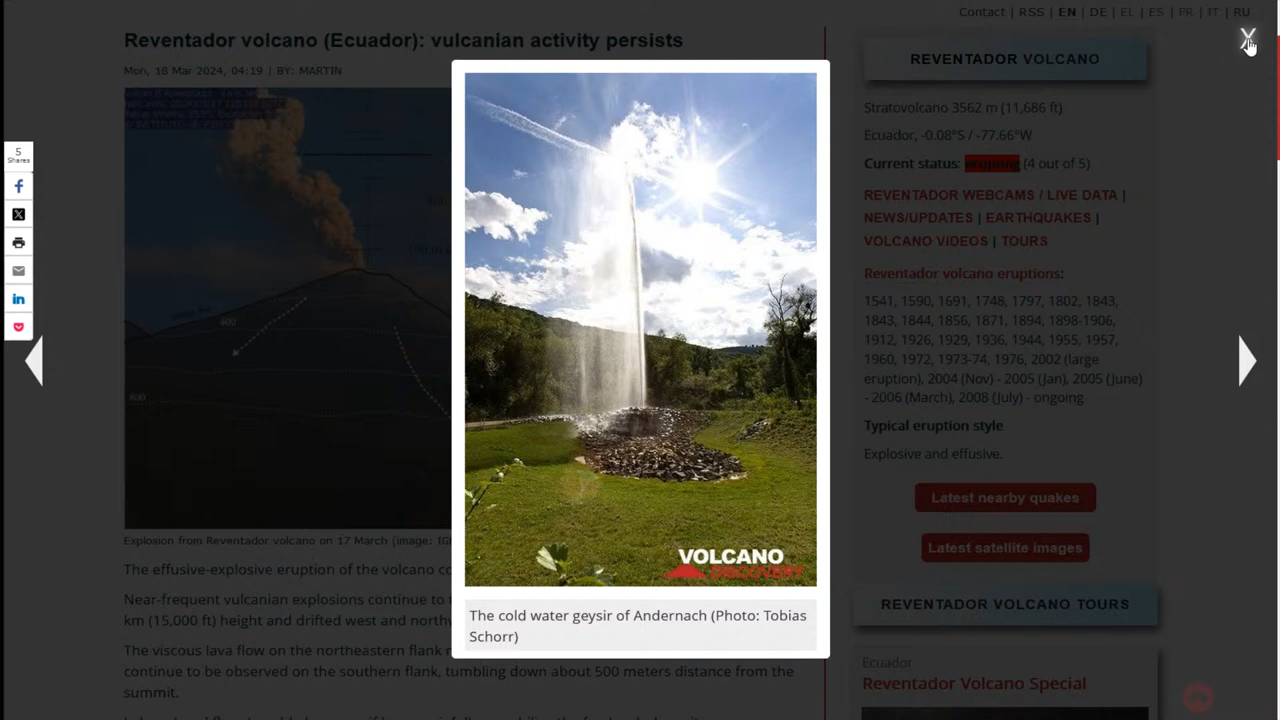 Contact | RSS | EN | DE | EL | ES | FR | IT | RU
Reventador volcano (Ecuador): vulcanian activity persists
Mon, 18 Mar 2024, 04:19 | BY: MARTIN
5
Shares
400
800
Explosion from Reventador volcano on 17 March (image: IG
The effusive-explosive eruption of the volcano co
Near-frequent vulcanian explosions continue to
km (15,000 ft) height and drifted west and northw
The viscous lava flow on the northeastern flank
continue to be observed on the southern flank, tumbling down about 500 meters distance from the
summit.
VOLCANO
DISCOVERY
The cold water geysir of Andernach (Photo: Tobias
Schorr)
X
REVENTADOR VOLCANO
Stratovolcano 3562 m (11,686 ft)
Ecuador, -0.08°S / -77.66°W
Current status: erupting (4 out of 5)
REVENTADOR WEBCAMS / LIVE DATA |
NEWS/UPDATES | EARTHQUAKES |
VOLCANO VIDEOS | TOURS
Reventador volcano eruptions:
1541, 1590, 1691, 1748, 1797, 1802, 1843,
1843, 1844, 1856, 1871, 1894, 1898-1906,
1912, 1926, 1929, 1936, 1944, 1955, 1957,
1960, 1972, 1973-74, 1976, 2002 (large
eruption), 2004 (Nov) - 2005 (Jan), 2005 (June)
- 2006 (March), 2008 (July) - ongoing
Typical eruption style
Explosive and effusive.
Latest nearby quakes
Latest satellite images
REVENTADOR VOLCANO TOURS
Ecuador
Reventador Volcano Special